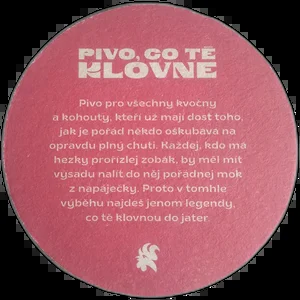 PIVO, CO TĚ
KLOVNE
Pivo pro všechny kvočny
a kohouty, kteří už mají dost toho,
jak je pořád někdo oškubává na
opravdu plný chuti. Každej, kdo má
hezky prořízlej zobák, by měl mít
výsadu nalít do něj pořádnej mok
z napáječky. Proto v tomhle
výběhu najdeš jenom legendy,
co tě klovnou do jater.